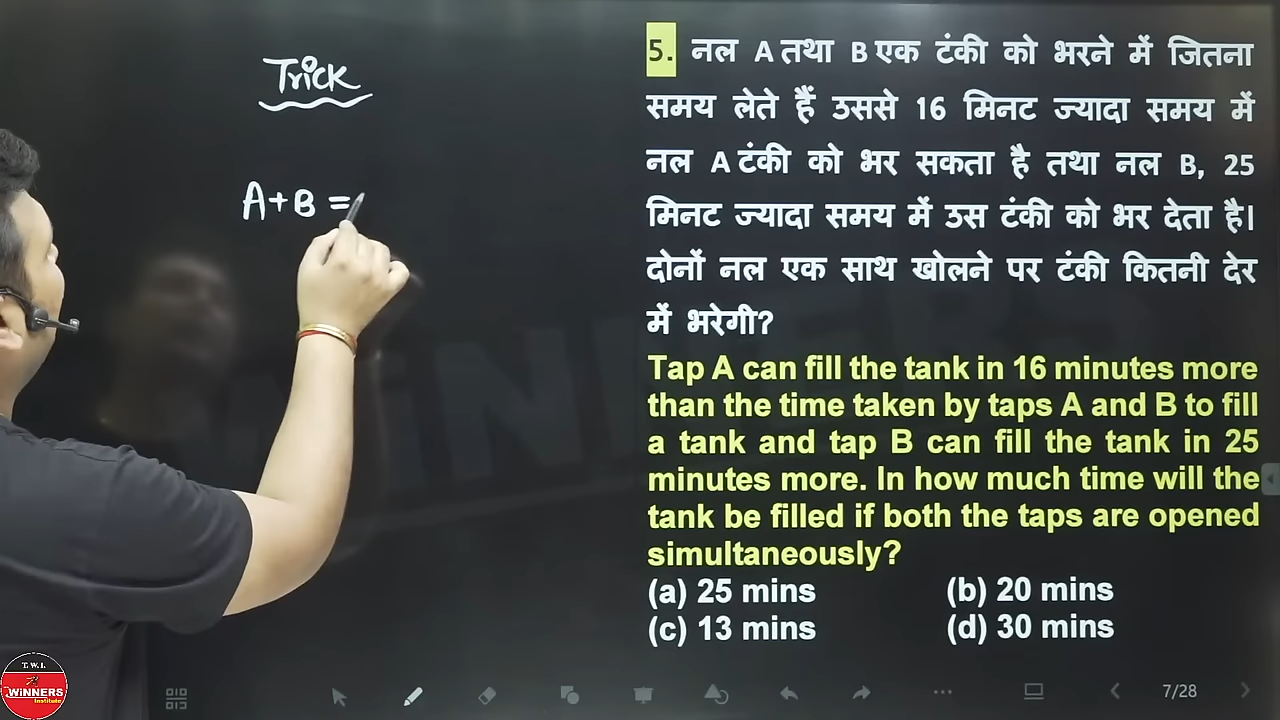 Trick
A+B =
5. नल A तथा B एक टंकी को भरने में जितना
समय लेते हैं उससे 16 मिनट ज्यादा समय में
नल A टंकी को भर सकता है तथा नल B, 25
मिनट ज्यादा समय में उस टंकी को भर देता है।
दोनों नल एक साथ खोलने पर टंकी कितनी देर
में भरेगी?
Tap A can fill the tank in 16 minutes more
than the time taken by taps A and B to fill
a tank and tap B can fill the tank in 25
minutes more. In how much time will the
tank be filled if both the taps are opened
simultaneously?
(a) 25 mins (b) 20 mins
(c) 13 mins (d) 30 mins
T.W.I.
WiNNERS
Institute
7/28